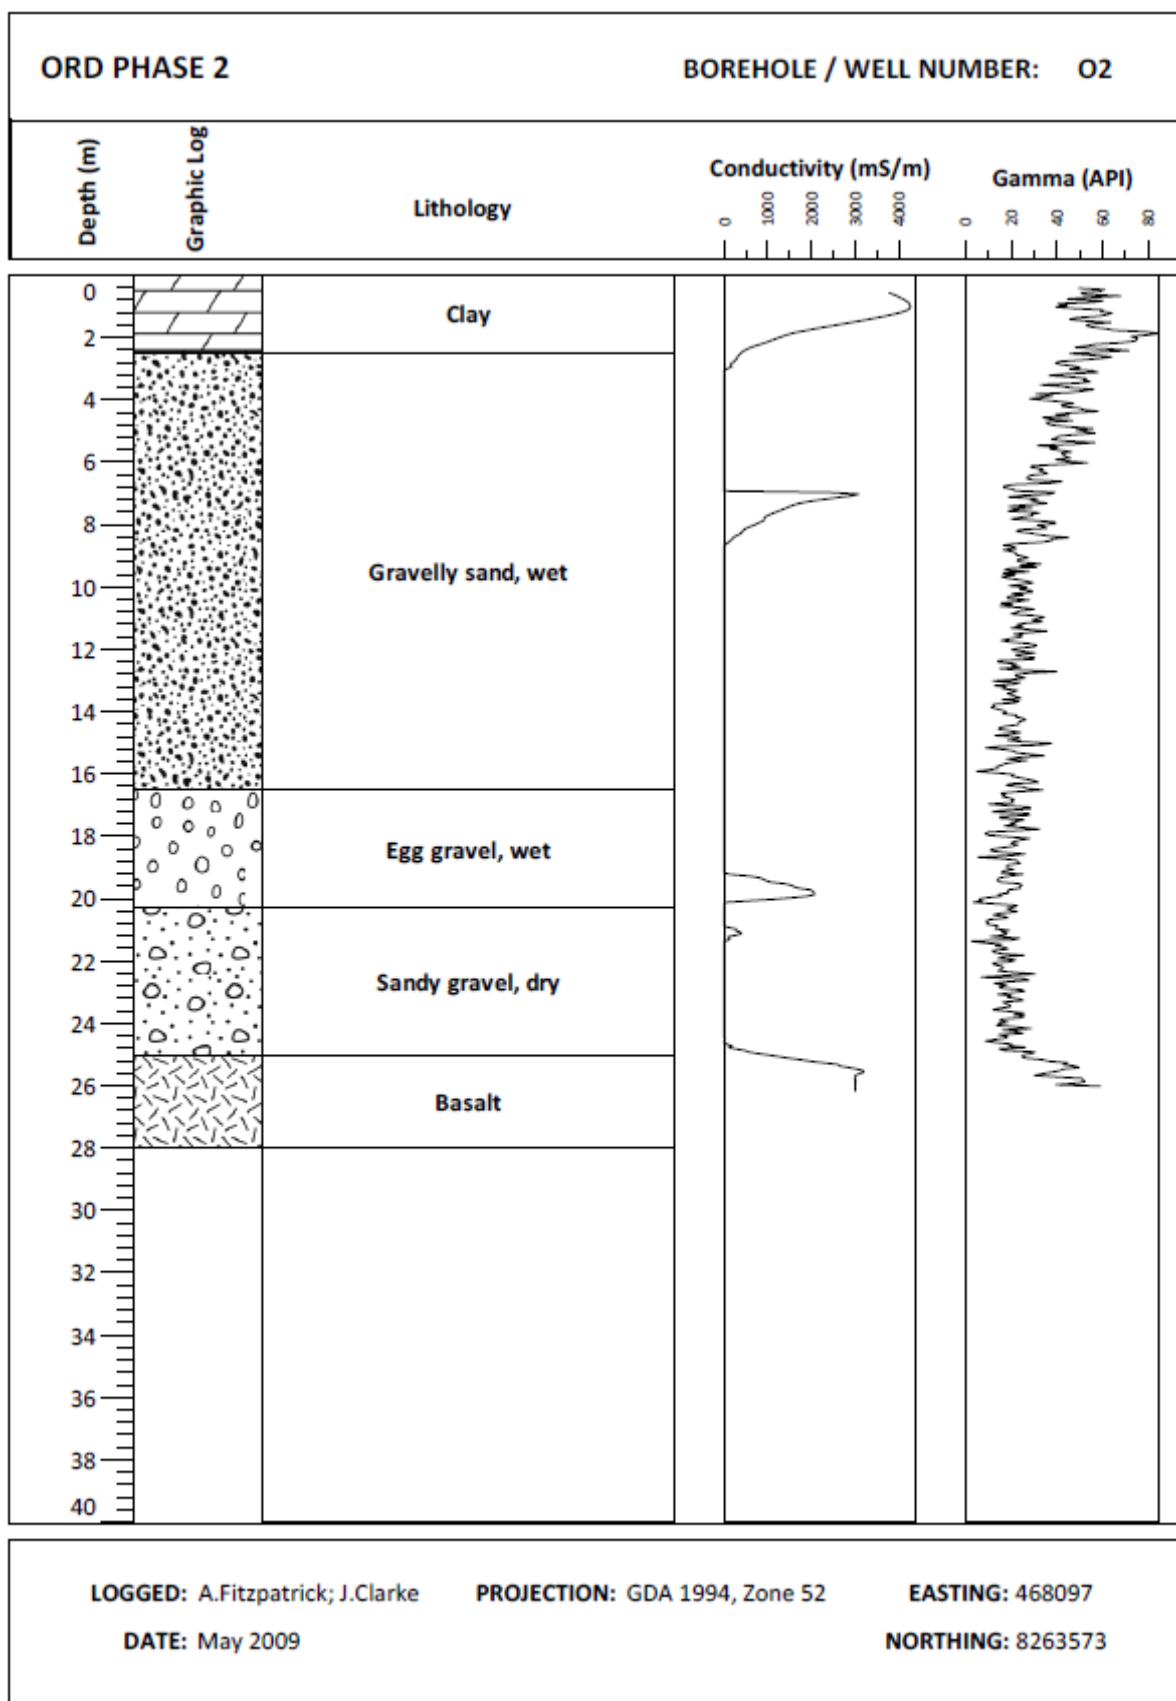 ORD PHASE 2 BOREHOLE / WELL NUMBER: O2
Depth (m) Graphic Log Lithology Conductivity (mS/m) Gamma (API)
0 1000 2000 3000 4000 0 20 40 60 80
0
Clay
2
4
6
8
Gravelly sand, wet
10
12
14
16
18
Egg gravel, wet
20
22
Sandy gravel, dry
24
26
Basalt
28
30
32
34
36
38
40
LOGGED: A.Fitzpatrick; J.Clarke PROJECTION: GDA 1994, Zone 52 EASTING: 468097
DATE: May 2009 NORTHING: 8263573